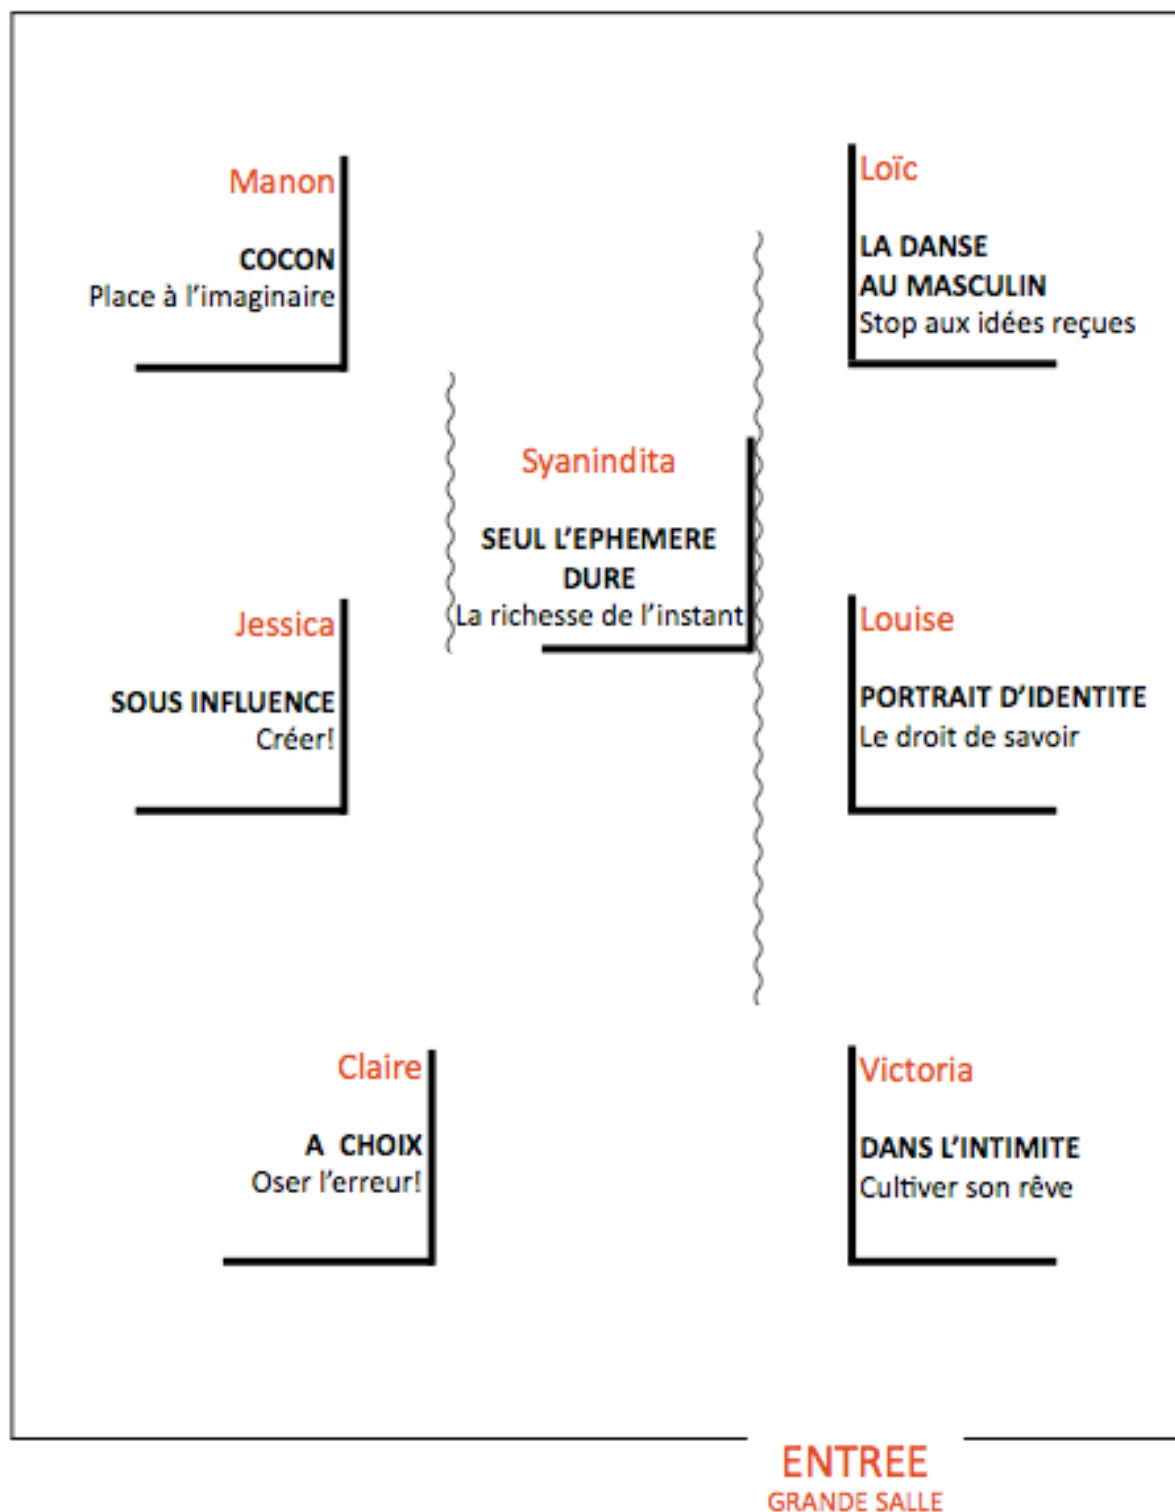 Manon
COCON
Place à l'imaginaire
Loïc
LA DANSE
AU MASCULIN
Stop aux idées reçues
Syanindita
SEUL L'EPHEMERE
DURE
La richesse de l'instant
Jessica
SOUS INFLUENCE
Créer!
Louise
PORTRAIT D'IDENTITE
Le droit de savoir
Claire
A  CHOIX
Oser l'erreur!
Victoria
DANS L'INTIMITE
Cultiver son rêve
ENTREE
GRANDE SALLE